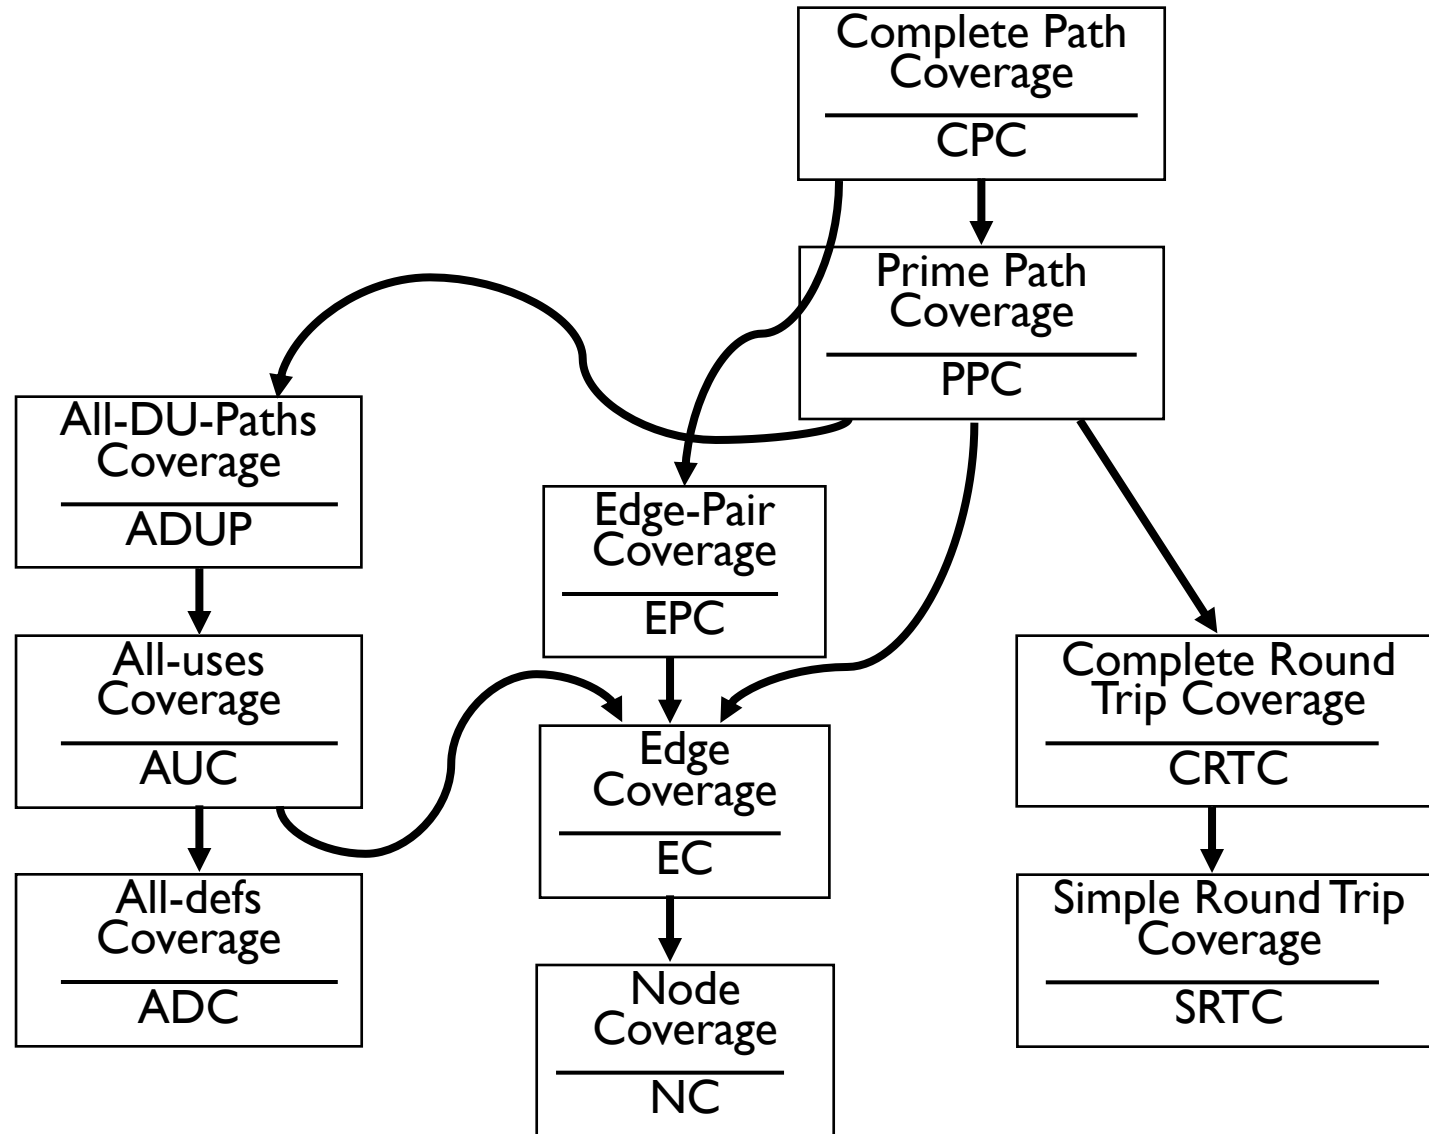 Complete Path
Coverage
CPC
Prime Path
Coverage
PPC
All-DU-Paths
Coverage
ADUP
Edge-Pair
Coverage
EPC
All-uses
Coverage
AUC
Complete Round
Trip Coverage
CRTC
Edge
Coverage
EC
All-defs
Coverage
ADC
Simple Round Trip
Coverage
SRTC
Node
Coverage
NC